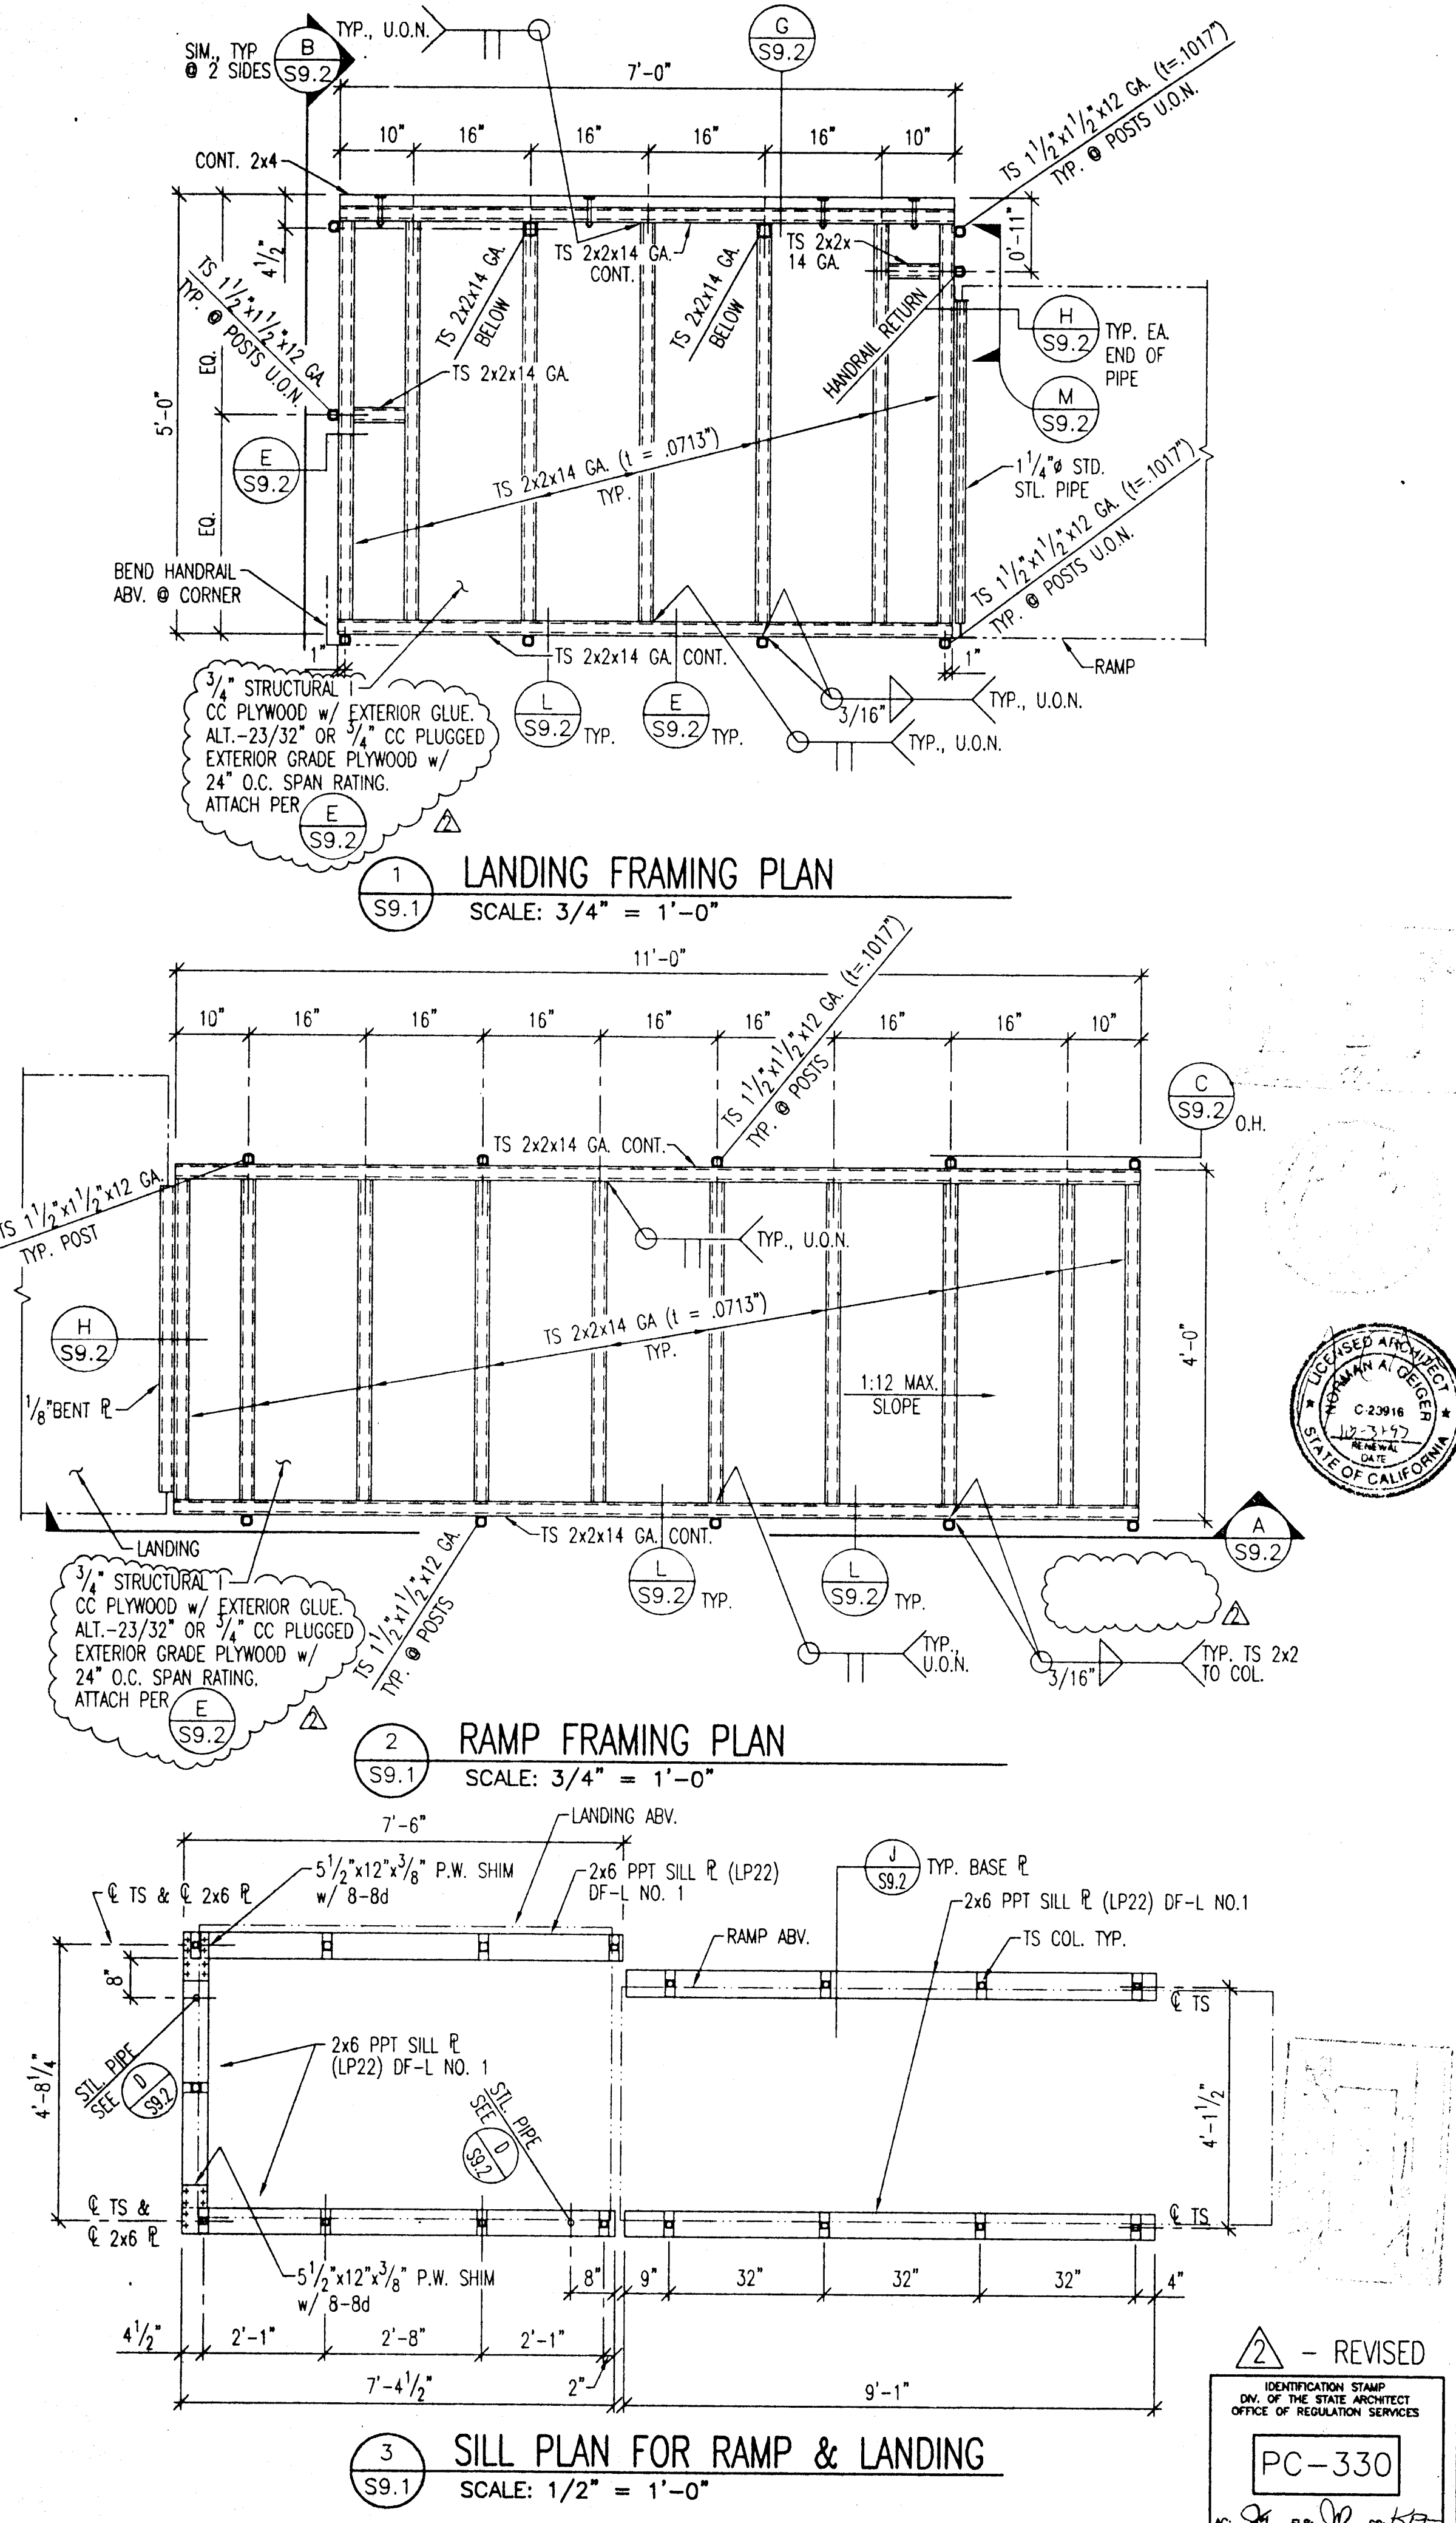 TYP., U.O.N.
G
S9.2
SIM., TYP
@ 2 SIDES
B
S9.2
7'-0"
TS 1 1/2"x1 1/2"x12 GA. (t=.1017")
TYP. @ POSTS U.O.N.
10" 16" 16" 16" 16" 10"
CONT. 2x4
4 1/2"
0'-11"
TS 2x2x14 GA.
CONT.
TS 2x2x
14 GA.
TS 2x2x14 GA.
BELOW
TS 2x2x14 GA.
BELOW
TS 1 1/2"x1 1/2"x12 GA.
TYP. @ POSTS U.O.N.
HANDRAIL RETURN
H
S9.2
TYP. EA.
END OF
PIPE
M
S9.2
TS 2x2x14 GA.
5'-0"
EQ.
EQ.
E
S9.2
TS 2x2x14 GA. (t = .0713")
TYP.
1 1/4"ø STD.
STL. PIPE
TS 1 1/2"x1 1/2"x12 GA. (t=.1017")
TYP. @ POSTS U.O.N.
BEND HANDRAIL
ABV. @ CORNER
1"
TS 2x2x14 GA. CONT.
1"
RAMP
3/4" STRUCTURAL I
CC PLYWOOD w/ EXTERIOR GLUE.
ALT.-23/32" OR 3/4" CC PLUGGED
EXTERIOR GRADE PLYWOOD w/
24" O.C. SPAN RATING.
ATTACH PER
E
S9.2
2
L
S9.2
TYP.
E
S9.2
TYP.
3/16"
TYP., U.O.N.
TYP., U.O.N.
1
S9.1
LANDING FRAMING PLAN
SCALE: 3/4" = 1'-0"
11'-0"
10" 16" 16" 16" 16" 16" 16" 16" 10"
TS 1 1/2"x1 1/2"x12 GA. (t=.1017")
TYP. @ POSTS
C
S9.2
O.H.
TS 2x2x14 GA. CONT.
TS 1 1/2"x1 1/2"x12 GA.
TYP. POST
TYP., U.O.N.
H
S9.2
TS 2x2x14 GA (t = .0713")
TYP.
4'-0"
1/8"BENT ℄
1:12 MAX.
SLOPE
LICENSED ARCHITECT
NORMAN A. GEIGER
C-23916
RENEWAL
DATE
STATE OF CALIFORNIA
LANDING
TS 2x2x14 GA. CONT.
A
S9.2
3/4" STRUCTURAL I
CC PLYWOOD w/ EXTERIOR GLUE.
ALT.-23/32" OR 3/4" CC PLUGGED
EXTERIOR GRADE PLYWOOD w/
24" O.C. SPAN RATING.
ATTACH PER
E
S9.2
2
TS 1 1/2"x1 1/2"x12 GA.
TYP. @ POSTS
L
S9.2
TYP.
L
S9.2
TYP.
2
TYP.,
U.O.N.
3/16"
TYP. TS 2x2
TO COL.
2
S9.1
RAMP FRAMING PLAN
SCALE: 3/4" = 1'-0"
7'-6"
LANDING ABV.
℄ TS & ℄ 2x6 PL
5 1/2"x12"x3/8" P.W. SHIM
w/ 8-8d
2x6 PPT SILL PL (LP22)
DF-L NO. 1
J
S9.2
TYP. BASE PL
2x6 PPT SILL PL (LP22) DF-L NO.1
RAMP ABV.
TS COL. TYP.
8"
℄ TS
4'-8 1/4"
STL. PIPE
SEE
D
S9.2
2x6 PPT SILL PL
(LP22) DF-L NO. 1
STL. PIPE
SEE
D
S9.2
4'-1 1/2"
℄ TS &
℄ 2x6 PL
℄ TS
5 1/2"x12"x3/8" P.W. SHIM
w/ 8-8d
8" 9" 32" 32" 32" 4"
4 1/2" 2'-1" 2'-8" 2'-1"
7'-4 1/2" 2" 9'-1"
3
S9.1
SILL PLAN FOR RAMP & LANDING
SCALE: 1/2" = 1'-0"
2 - REVISED
IDENTIFICATION STAMP
DIV. OF THE STATE ARCHITECT
OFFICE OF REGULATION SERVICES
PC-330